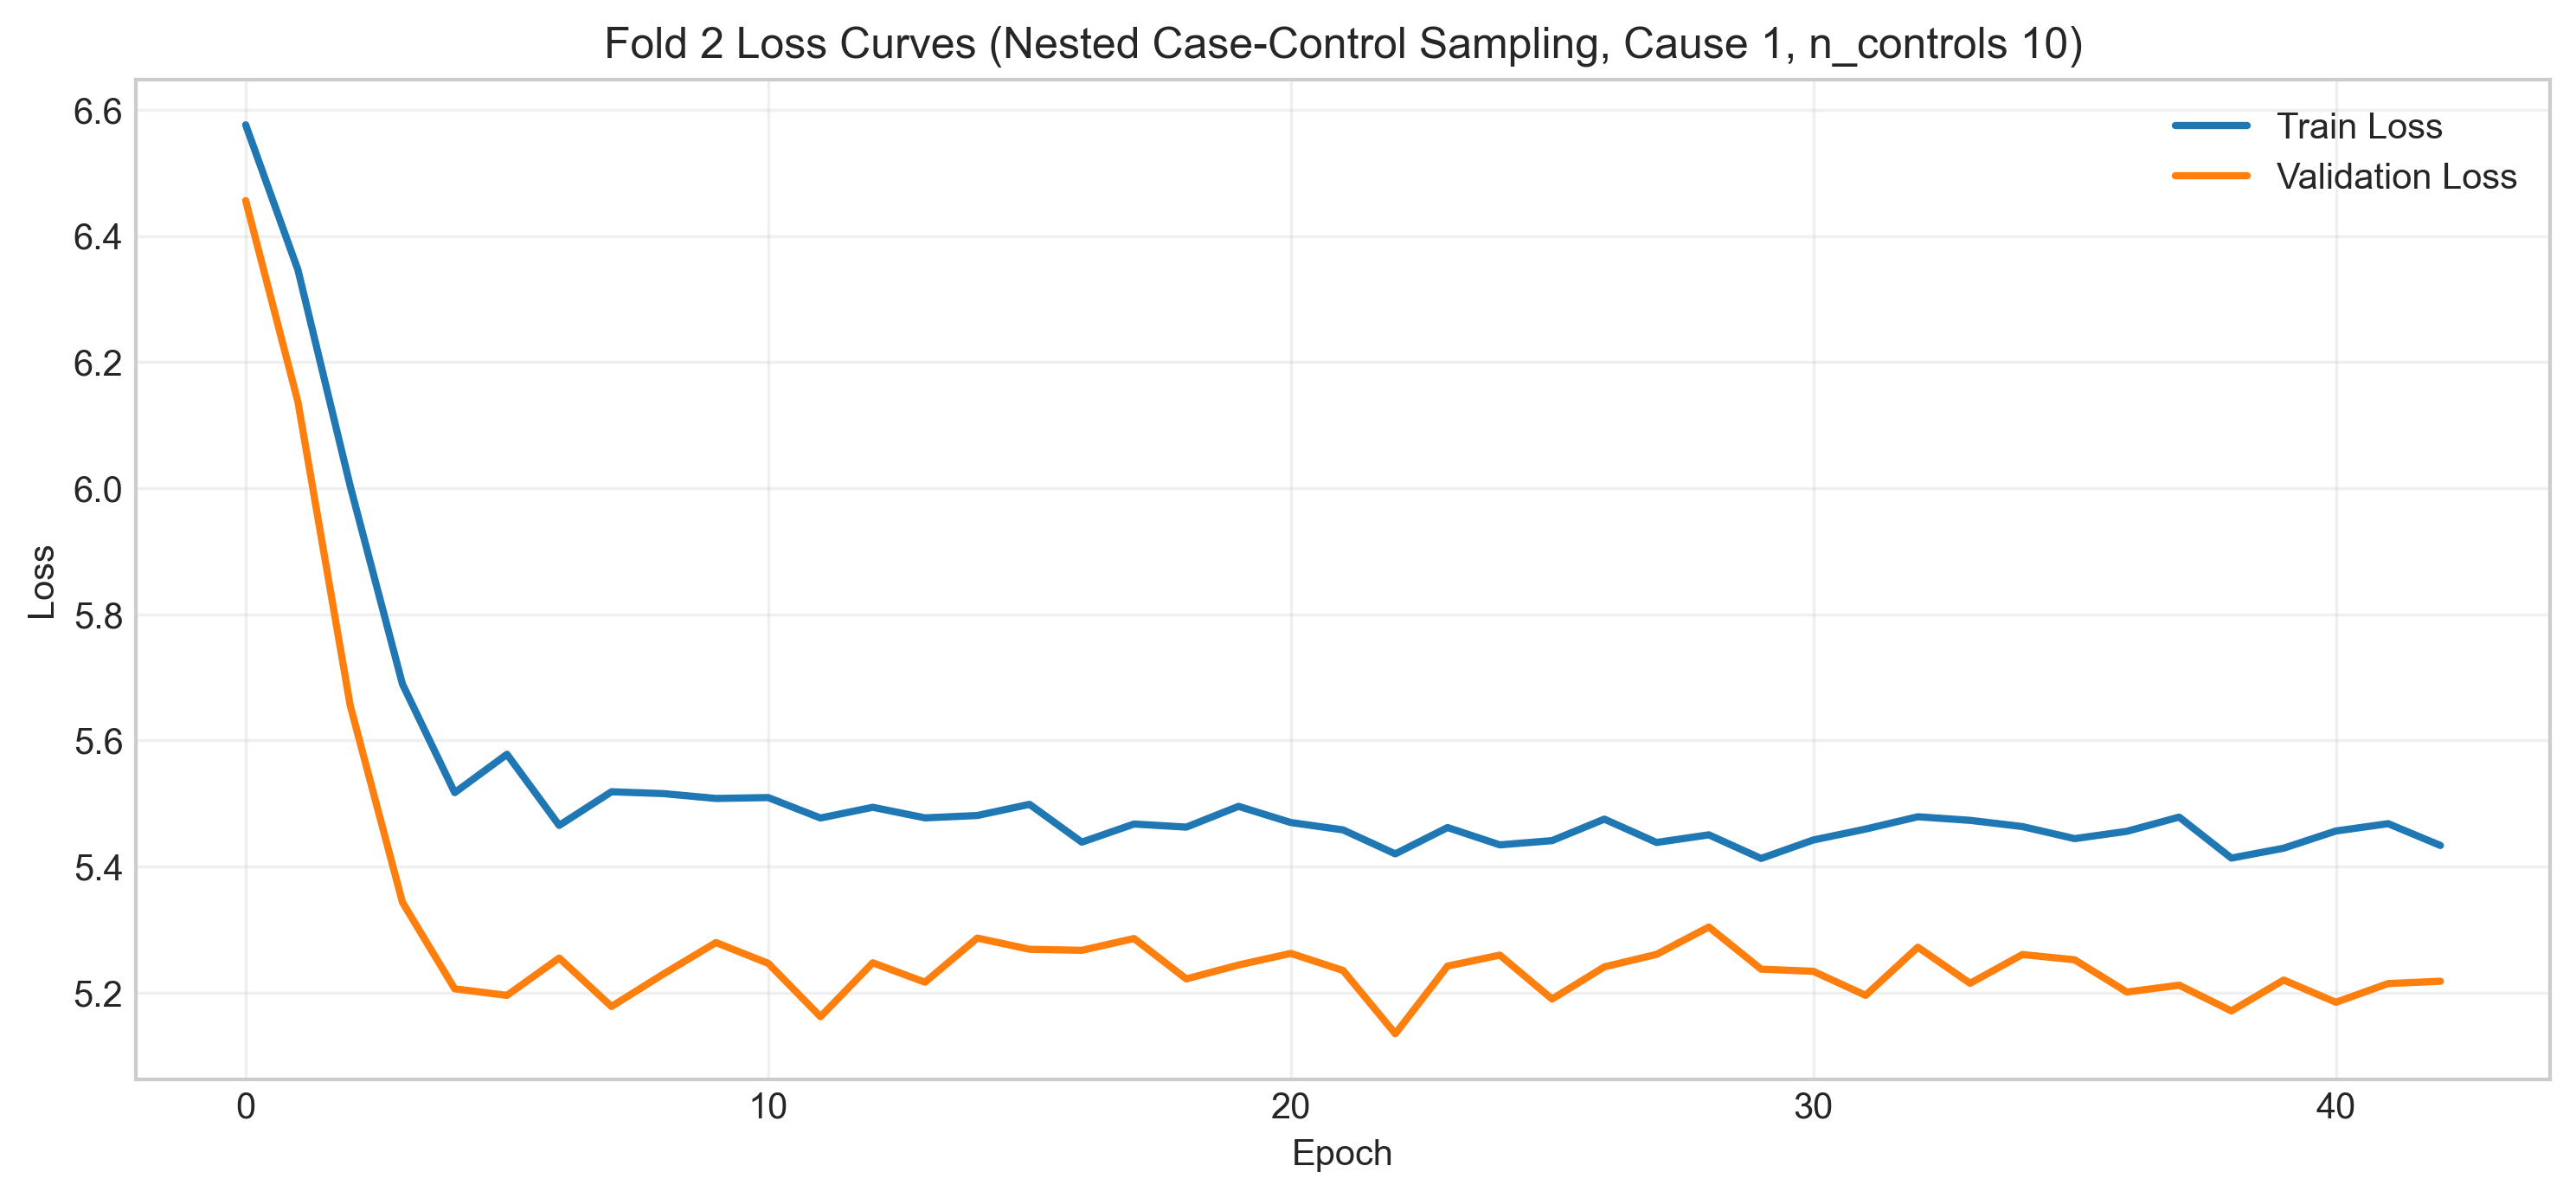 Fold 2 Loss Curves (Nested Case-Control Sampling, Cause 1, n_controls 10)
Train Loss
Validation Loss
6.6
6.4
6.2
6.0
5.8
5.6
5.4
5.2
Loss
0 10 20 30 40
Epoch